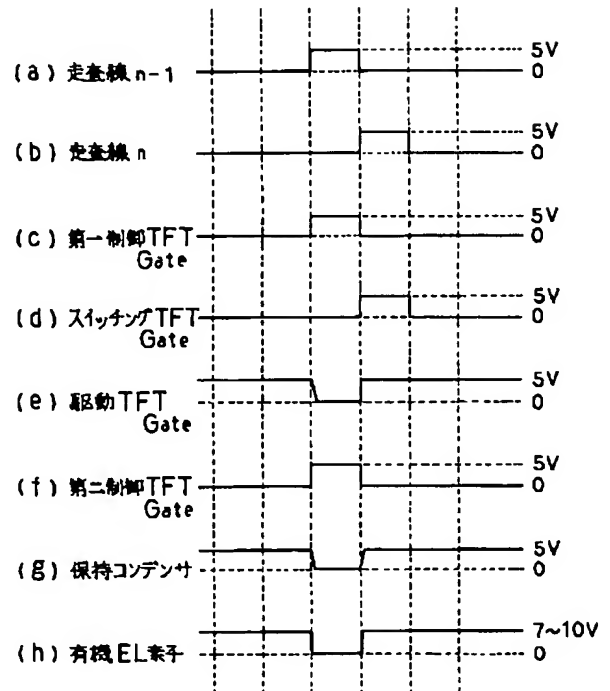 5V
(a) 走査線 n-1 0
5V
(b) 走査線 n 0
5V
(c) 第一制御TFT 0
Gate
5V
(d) スイッチングTFT 0
Gate
5V
(e) 駆動TFT 0
Gate
5V
(f) 第二制御TFT 0
Gate
5V
(g) 保持コンデンサ 0
7~10V
(h) 有機EL素子 0